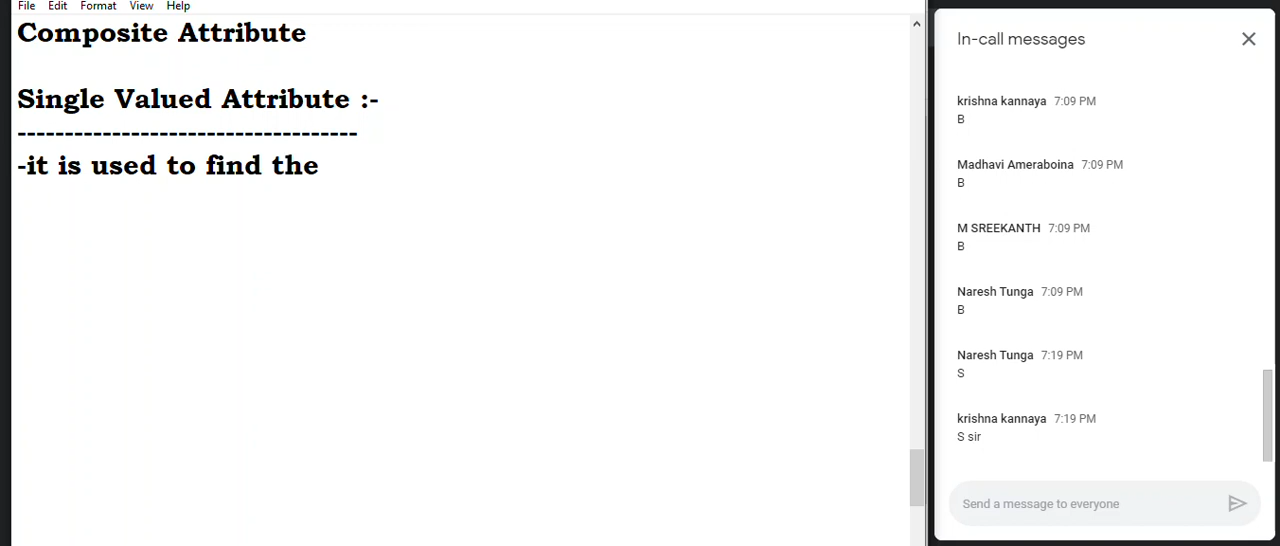 File Edit Format View Help
Composite Attribute
Single Valued Attribute :-
------------------------------------
-it is used to find the
In-call messages
krishna kannaya 7:09 PM
B
Madhavi Ameraboina 7:09 PM
B
M SREEKANTH 7:09 PM
B
Naresh Tunga 7:09 PM
B
Naresh Tunga 7:19 PM
S
krishna kannaya 7:19 PM
S sir
Send a message to everyone